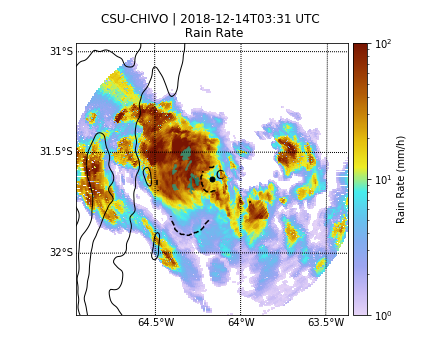 CSU-CHIVO | 2018-12-14T03:31 UTC
Rain Rate
31°S
31.5°S
32°S
64.5°W
64°W
63.5°W
C
10²
10¹
10⁰
Rain Rate (mm/h)